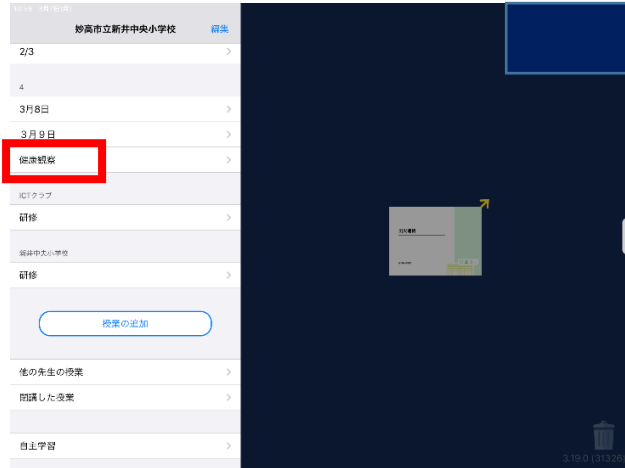 妙高市立新井中央小学校
編集
2/3
4
3月8日
３月９日
健康観察
ICTクラブ
研修
新井中央小学校
研修
授業の追加
他の先生の授業
閉講した授業
自主学習
3.19.0 (31326)